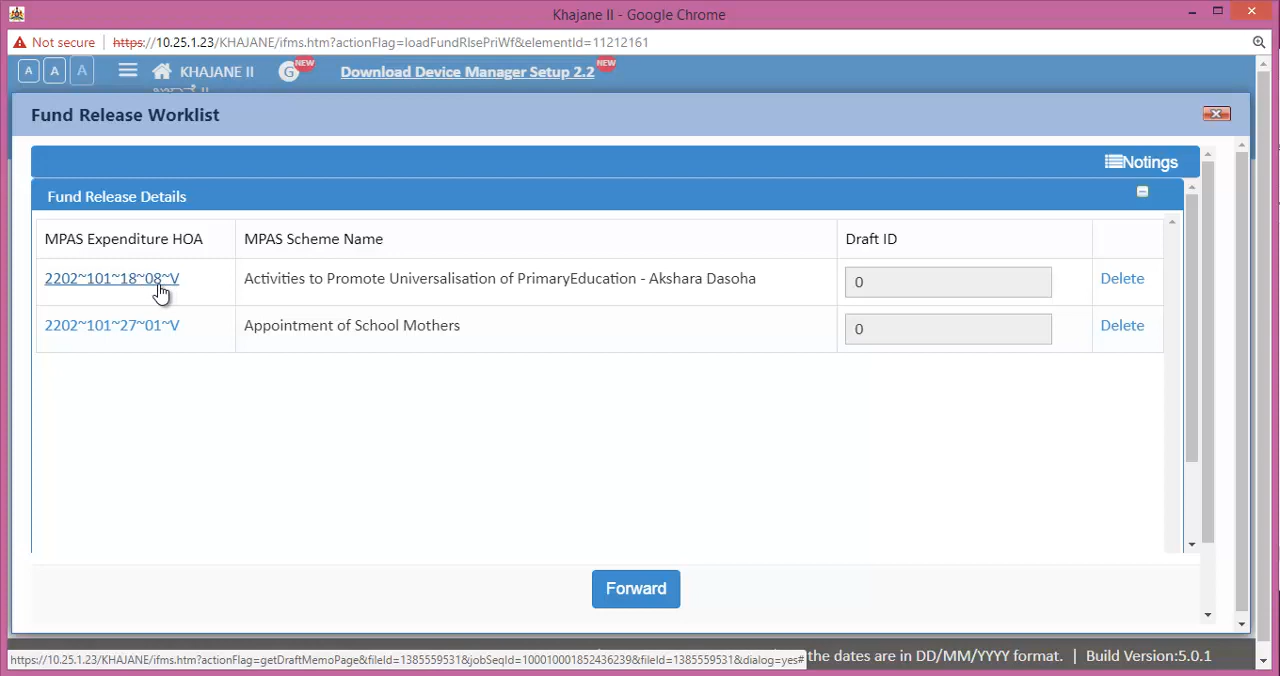 Khajane II - Google Chrome
Not secure | https://10.25.1.23/KHAJANE/ifms.htm?actionFlag=loadFundRlsePriWf&elementId=11212161
A A A KHAJANE II G NEW Download Device Manager Setup 2.2 NEW
Fund Release Worklist
Notings
Fund Release Details
MPAS Expenditure HOA MPAS Scheme Name Draft ID
2202~101~18~08~V Activities to Promote Universalisation of PrimaryEducation - Akshara Dasoha 0 Delete
2202~101~27~01~V Appointment of School Mothers 0 Delete
Forward
https://10.25.1.23/KHAJANE/ifms.htm?actionFlag=getDraftMemoPage&fileId=1385559531&jobSeqId=100010001852436239&fileId=1385559531&dialog=yes# the dates are in DD/MM/YYYY format. | Build Version:5.0.1